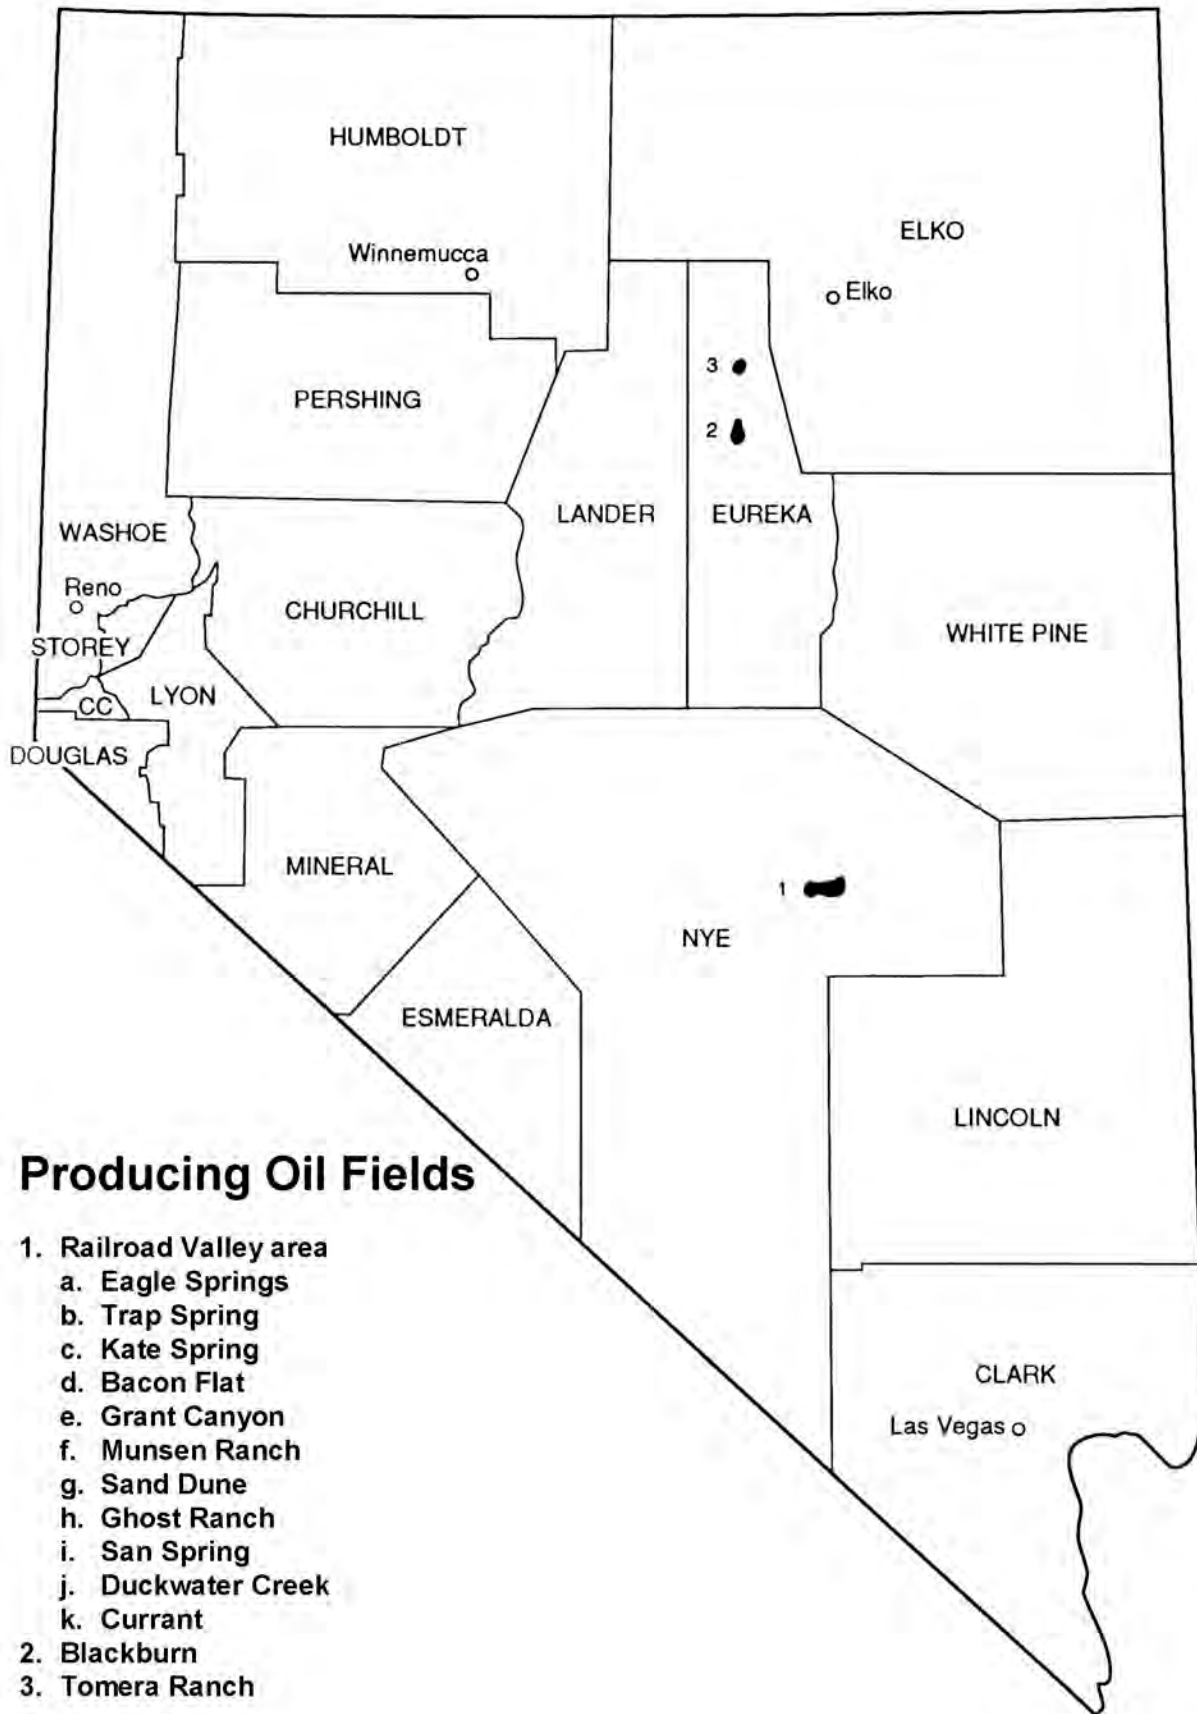 HUMBOLDT
ELKO
Winnemucca
Elko
3
PERSHING
2
LANDER
EUREKA
WASHOE
Reno
CHURCHILL
WHITE PINE
STOREY
LYON
CC
DOUGLAS
MINERAL
1
NYE
ESMERALDA
LINCOLN
CLARK
Las Vegas
Producing Oil Fields
1. Railroad Valley area
a. Eagle Springs
b. Trap Spring
c. Kate Spring
d. Bacon Flat
e. Grant Canyon
f. Munsen Ranch
g. Sand Dune
h. Ghost Ranch
i. San Spring
j. Duckwater Creek
k. Currant
2. Blackburn
3. Tomera Ranch